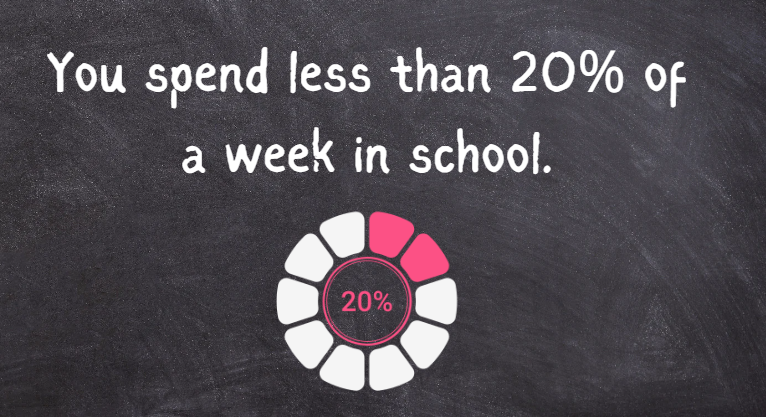 You spend less than 20% of
a week in school.
20%